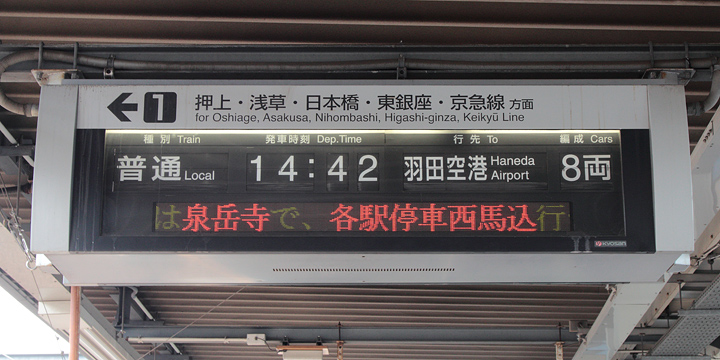 ← 1 押上・浅草・日本橋・東銀座・京急線 方面
for Oshiage, Asakusa, Nihombashi, Higashi-ginza, Keikyū Line
種別 Train 発車時刻 Dep.Time 行先 To 編成 Cars
普通 Local 14:42 羽田空港 Haneda Airport 8両
は泉岳寺で、各駅停車西馬込行
KYOSAN